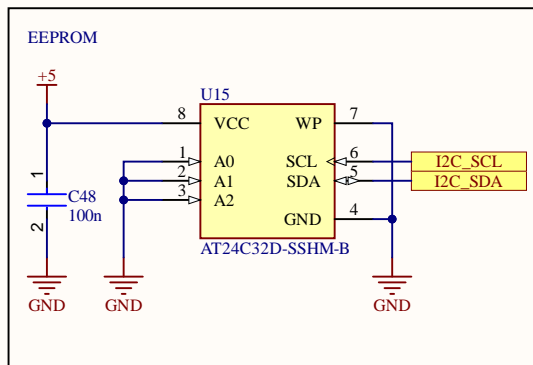 EEPROM
+5
U15
8 VCC WP 7
1 A0 SCL 6 I2C_SCL
2 A1 SDA 5 I2C_SDA
3 A2
GND 4
1
C48
100n
2
AT24C32D-SSHM-B
GND GND GND